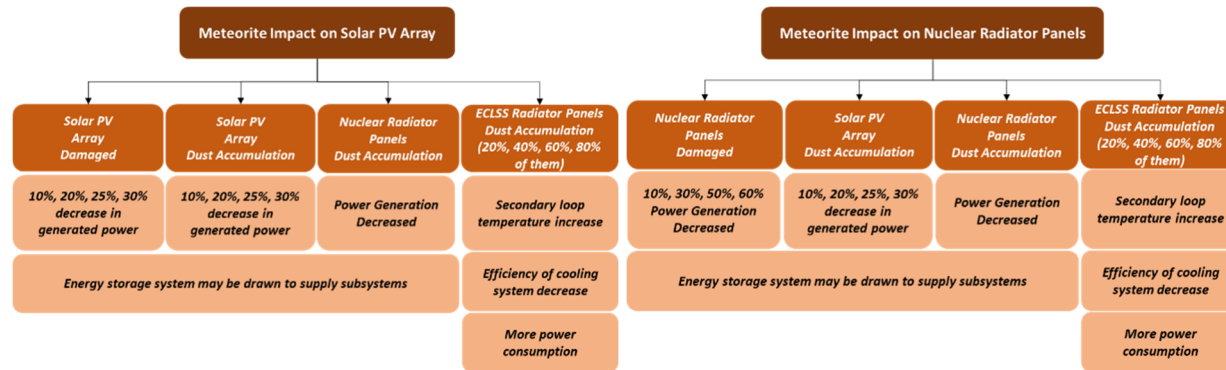 Meteorite Impact on Solar PV Array
Solar PV
Array
Damaged
Solar PV
Array
Dust Accumulation
Nuclear Radiator
Panels
Dust Accumulation
ECLSS Radiator Panels
Dust Accumulation
(20%, 40%, 60%, 80%
of them)
10%, 20%, 25%, 30%
decrease in
generated power
10%, 20%, 25%, 30%
decrease in
generated power
Power Generation
Decreased
Secondary loop
temperature increase
Energy storage system may be drawn to supply subsystems
Efficiency of cooling
system decrease
More power
consumption
Meteorite Impact on Nuclear Radiator Panels
Nuclear Radiator
Panels
Damaged
Solar PV
Array
Dust Accumulation
Nuclear Radiator
Panels
Dust Accumulation
ECLSS Radiator Panels
Dust Accumulation
(20%, 40%, 60%, 80%
of them)
10%, 30%, 50%, 60%
Power Generation
Decreased
10%, 20%, 25%, 30%
decrease in
generated power
Power Generation
Decreased
Secondary loop
temperature increase
Energy storage system may be drawn to supply subsystems
Efficiency of cooling
system decrease
More power
consumption